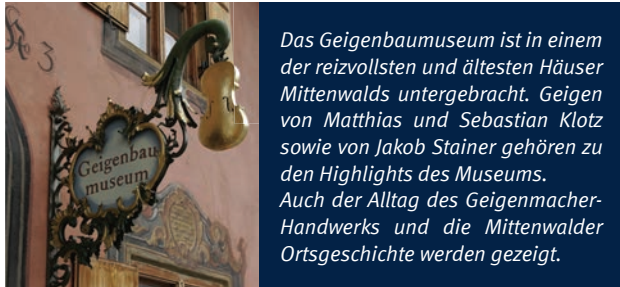 No 3
Geigenbau
museum
Das Geigenbaumuseum ist in einem
der reizvollsten und ältesten Häuser
Mittenwalds untergebracht. Geigen
von Matthias und Sebastian Klotz
sowie von Jakob Stainer gehören zu
den Highlights des Museums.
Auch der Alltag des Geigenmacher-
Handwerks und die Mittenwalder
Ortsgeschichte werden gezeigt.